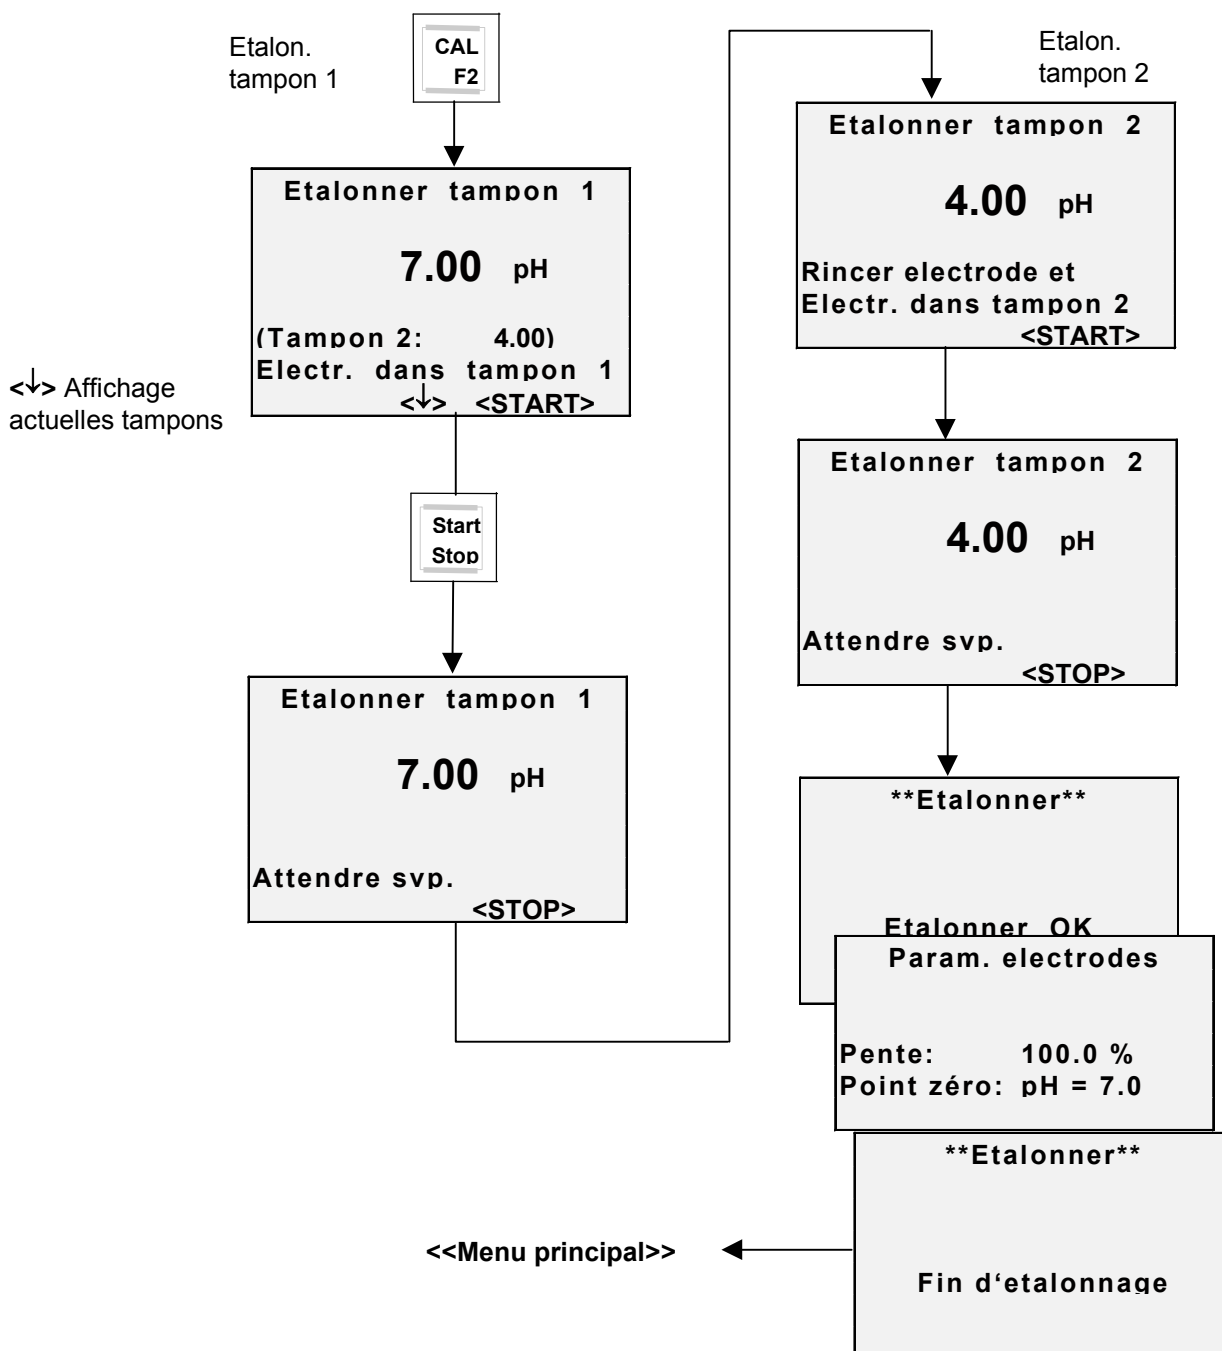 Etalon.
tampon 1
CAL
F2
Etalonner tampon 1
7.00 pH
(Tampon 2: 4.00)
Electr. dans tampon 1
<↓> <START>
<↓> Affichage
actuelles tampons
Start
Stop
Etalonner tampon 1
7.00 pH
Attendre svp.
<STOP>
Etalon.
tampon 2
Etalonner tampon 2
4.00 pH
Rincer electrode et
Electr. dans tampon 2
<START>
Etalonner tampon 2
4.00 pH
Attendre svp.
<STOP>
**Etalonner**
Etalonner OK
Param. electrodes
Pente: 100.0 %
Point zéro: pH = 7.0
**Etalonner**
Fin d‘etalonnage
<<Menu principal>>